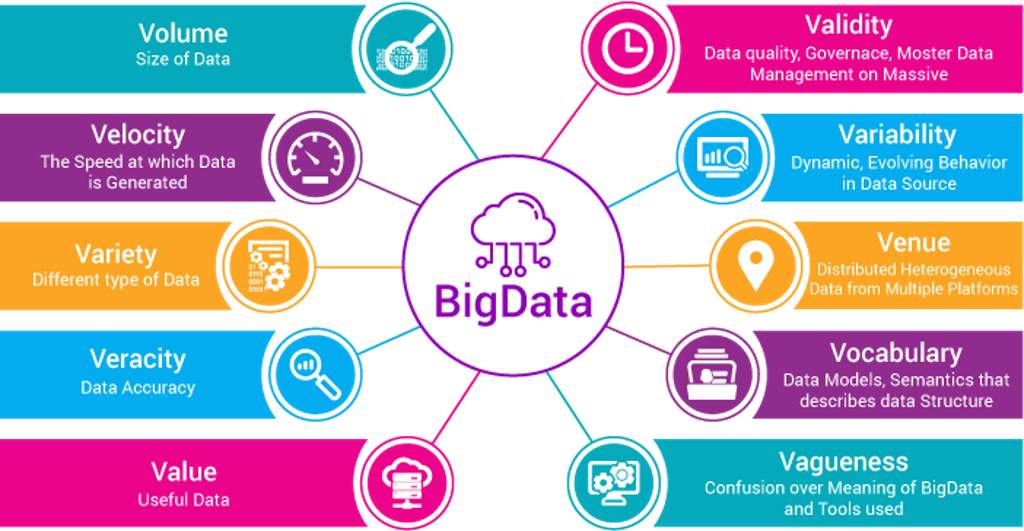 Volume
Size of Data
Velocity
The Speed at which Data
is Generated
Variety
Different type of Data
Veracity
Data Accuracy
Value
Useful Data
BigData
Validity
Data quality, Governace, Moster Data
Management on Massive
Variability
Dynamic, Evolving Behavior
in Data Source
Venue
Distributed Heterogeneous
Data from Multiple Platforms
Vocabulary
Data Models, Semantics that
describes data Structure
Vagueness
Confusion over Meaning of BigData
and Tools used